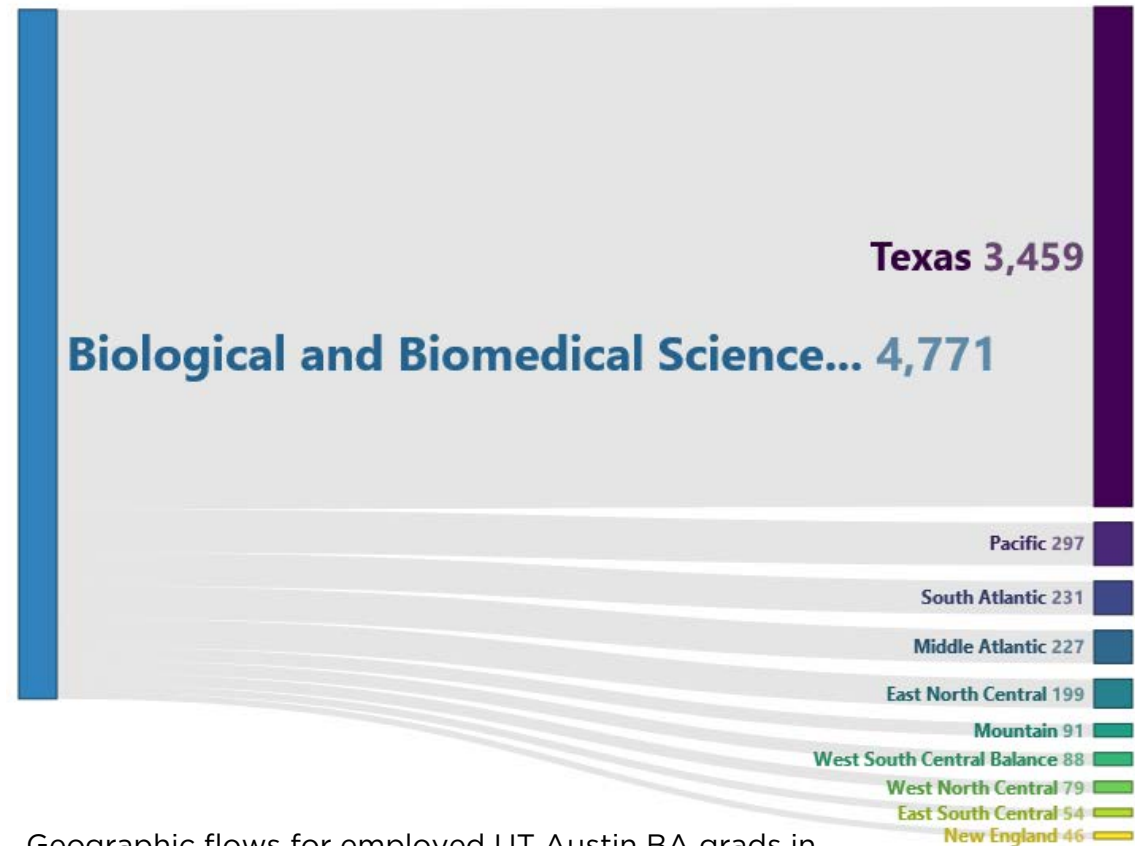 Texas 3,459
Biological and Biomedical Science... 4,771
Pacific 297
South Atlantic 231
Middle Atlantic 227
East North Central 199
Mountain 91
West South Central Balance 88
West North Central 79
East South Central 54
New England 46
Geographic flows for employed UT Austin BA grads in